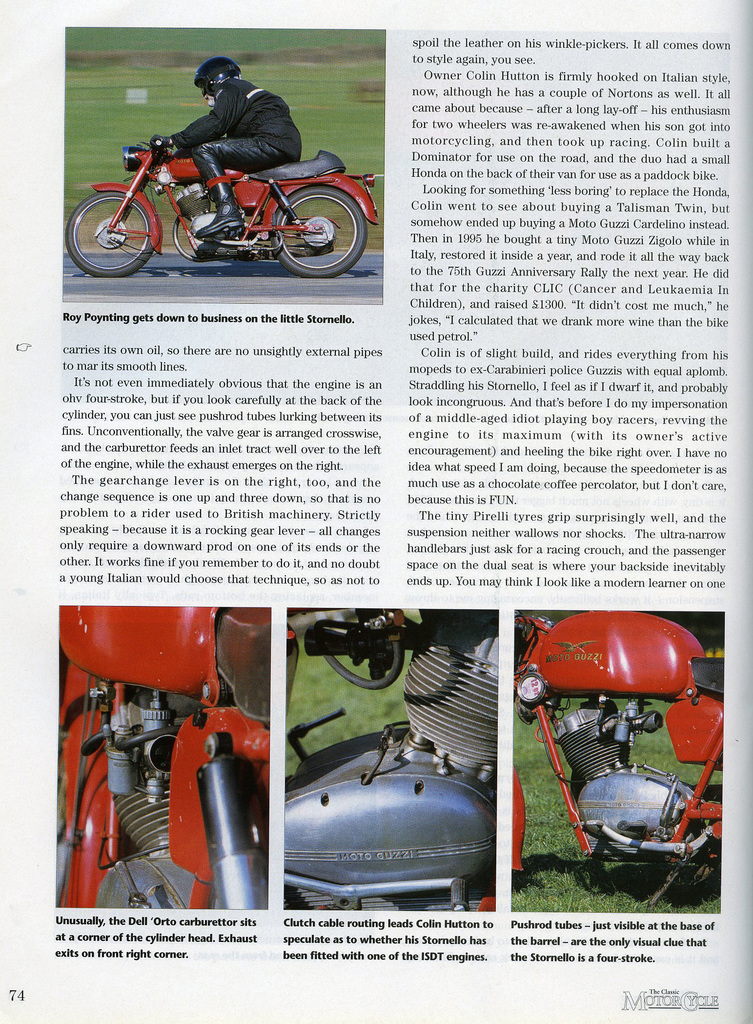 Roy Poynting gets down to business on the little Stornello.
carries its own oil, so there are no unsightly external pipes
to mar its smooth lines.
It's not even immediately obvious that the engine is an
ohv four-stroke, but if you look carefully at the back of the
cylinder, you can just see pushrod tubes lurking between its
fins. Unconventionally, the valve gear is arranged crosswise,
and the carburettor feeds an inlet tract well over to the left
of the engine, while the exhaust emerges on the right.
The gearchange lever is on the right, too, and the
change sequence is one up and three down, so that is no
problem to a rider used to British machinery. Strictly
speaking – because it is a rocking gear lever – all changes
only require a downward prod on one of its ends or the
other. It works fine if you remember to do it, and no doubt
a young Italian would choose that technique, so as not to
spoil the leather on his winkle-pickers. It all comes down
to style again, you see.
Owner Colin Hutton is firmly hooked on Italian style,
now, although he has a couple of Nortons as well. It all
came about because – after a long lay-off – his enthusiasm
for two wheelers was re-awakened when his son got into
motorcycling, and then took up racing. Colin built a
Dominator for use on the road, and the duo had a small
Honda on the back of their van for use as a paddock bike.
Looking for something 'less boring' to replace the Honda,
Colin went to see about buying a Talisman Twin, but
somehow ended up buying a Moto Guzzi Cardelino instead.
Then in 1995 he bought a tiny Moto Guzzi Zigolo while in
Italy, restored it inside a year, and rode it all the way back
to the 75th Guzzi Anniversary Rally the next year. He did
that for the charity CLIC (Cancer and Leukaemia In
Children), and raised £1300. "It didn't cost me much," he
jokes, "I calculated that we drank more wine than the bike
used petrol."
Colin is of slight build, and rides everything from his
mopeds to ex-Carabinieri police Guzzis with equal aplomb.
Straddling his Stornello, I feel as if I dwarf it, and probably
look incongruous. And that's before I do my impersonation
of a middle-aged idiot playing boy racers, revving the
engine to its maximum (with its owner's active
encouragement) and heeling the bike right over. I have no
idea what speed I am doing, because the speedometer is as
much use as a chocolate coffee percolator, but I don't care,
because this is FUN.
The tiny Pirelli tyres grip surprisingly well, and the
suspension neither wallows nor shocks. The ultra-narrow
handlebars just ask for a racing crouch, and the passenger
space on the dual seat is where your backside inevitably
ends up. You may think I look like a modern learner on one
MOTO GUZZI
MOTO GUZZI
Unusually, the Dell 'Orto carburettor sits
at a corner of the cylinder head. Exhaust
exits on front right corner.
Clutch cable routing leads Colin Hutton to
speculate as to whether his Stornello has
been fitted with one of the ISDT engines.
Pushrod tubes – just visible at the base of
the barrel – are the only visual clue that
the Stornello is a four-stroke.
74
The Classic
MOTORCYCLE